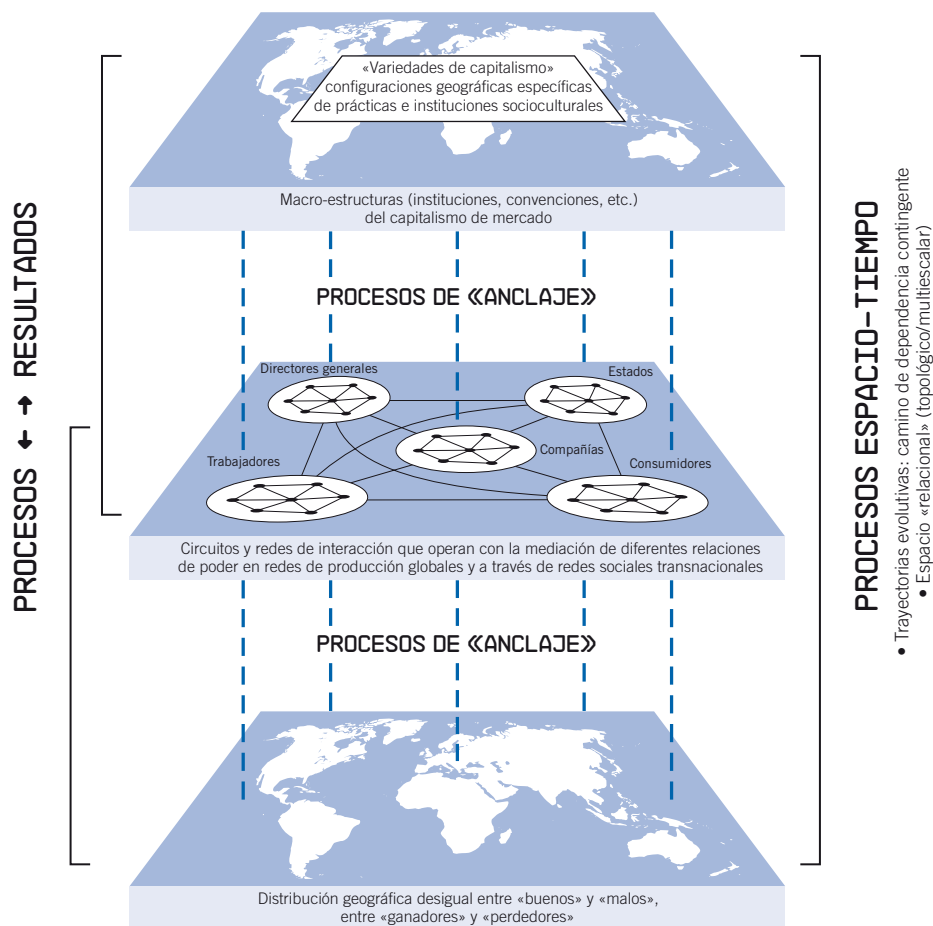 «Variedades de capitalismo»
configuraciones geográficas específicas
de prácticas e instituciones socioculturales
Macro-estructuras (instituciones, convenciones, etc.)
del capitalismo de mercado
PROCESOS DE «ANCLAJE»
Directores generales
Estados
Compañías
Trabajadores
Consumidores
Circuitos y redes de interacción que operan con la mediación de diferentes relaciones
de poder en redes de producción globales y a través de redes sociales transnacionales
PROCESOS DE «ANCLAJE»
Distribución geográfica desigual entre «buenos» y «malos»,
entre «ganadores» y «perdedores»
PROCESOS ← → RESULTADOS
PROCESOS ESPACIO-TIEMPO
• Trayectorias evolutivas: camino de dependencia contingente
• Espacio «relacional» (topológico/multiescalar)